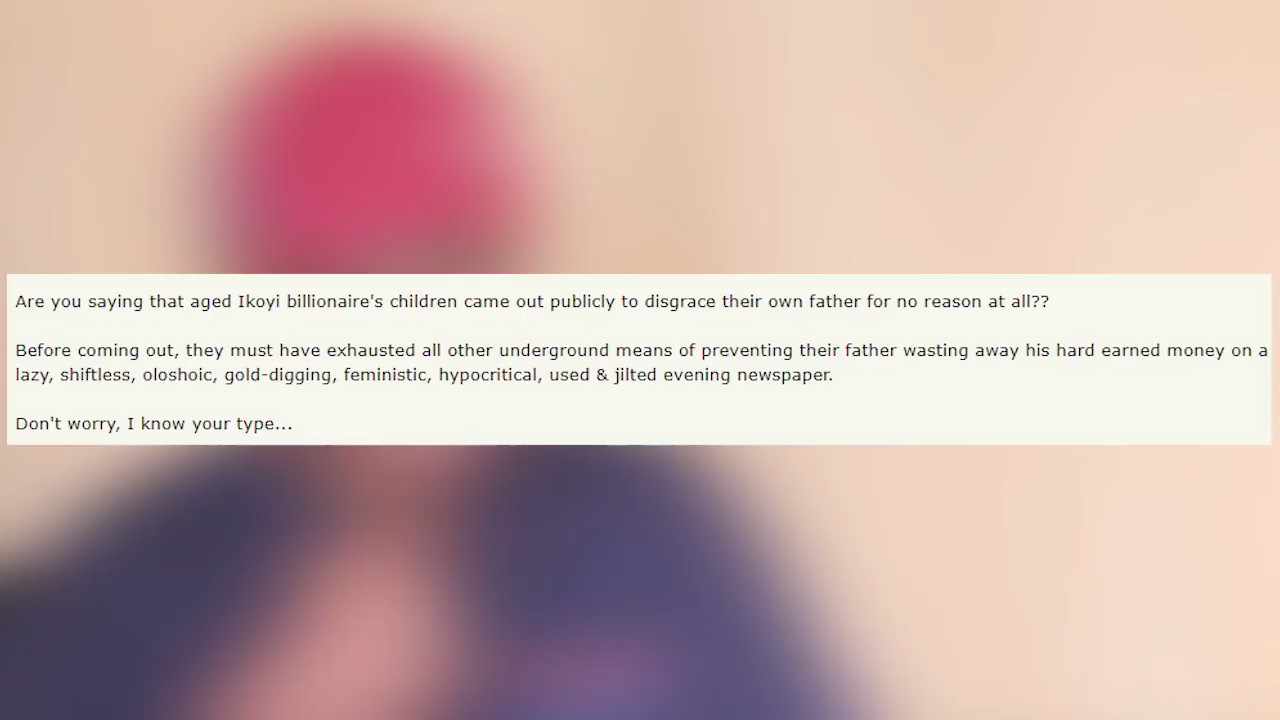 Are you saying that aged Ikoyi billionaire's children came out publicly to disgrace their own father for no reason at all??
Before coming out, they must have exhausted all other underground means of preventing their father wasting away his hard earned money on a
lazy, shiftless, oloshoic, gold-digging, feministic, hypocritical, used & jilted evening newspaper.
Don't worry, I know your type...